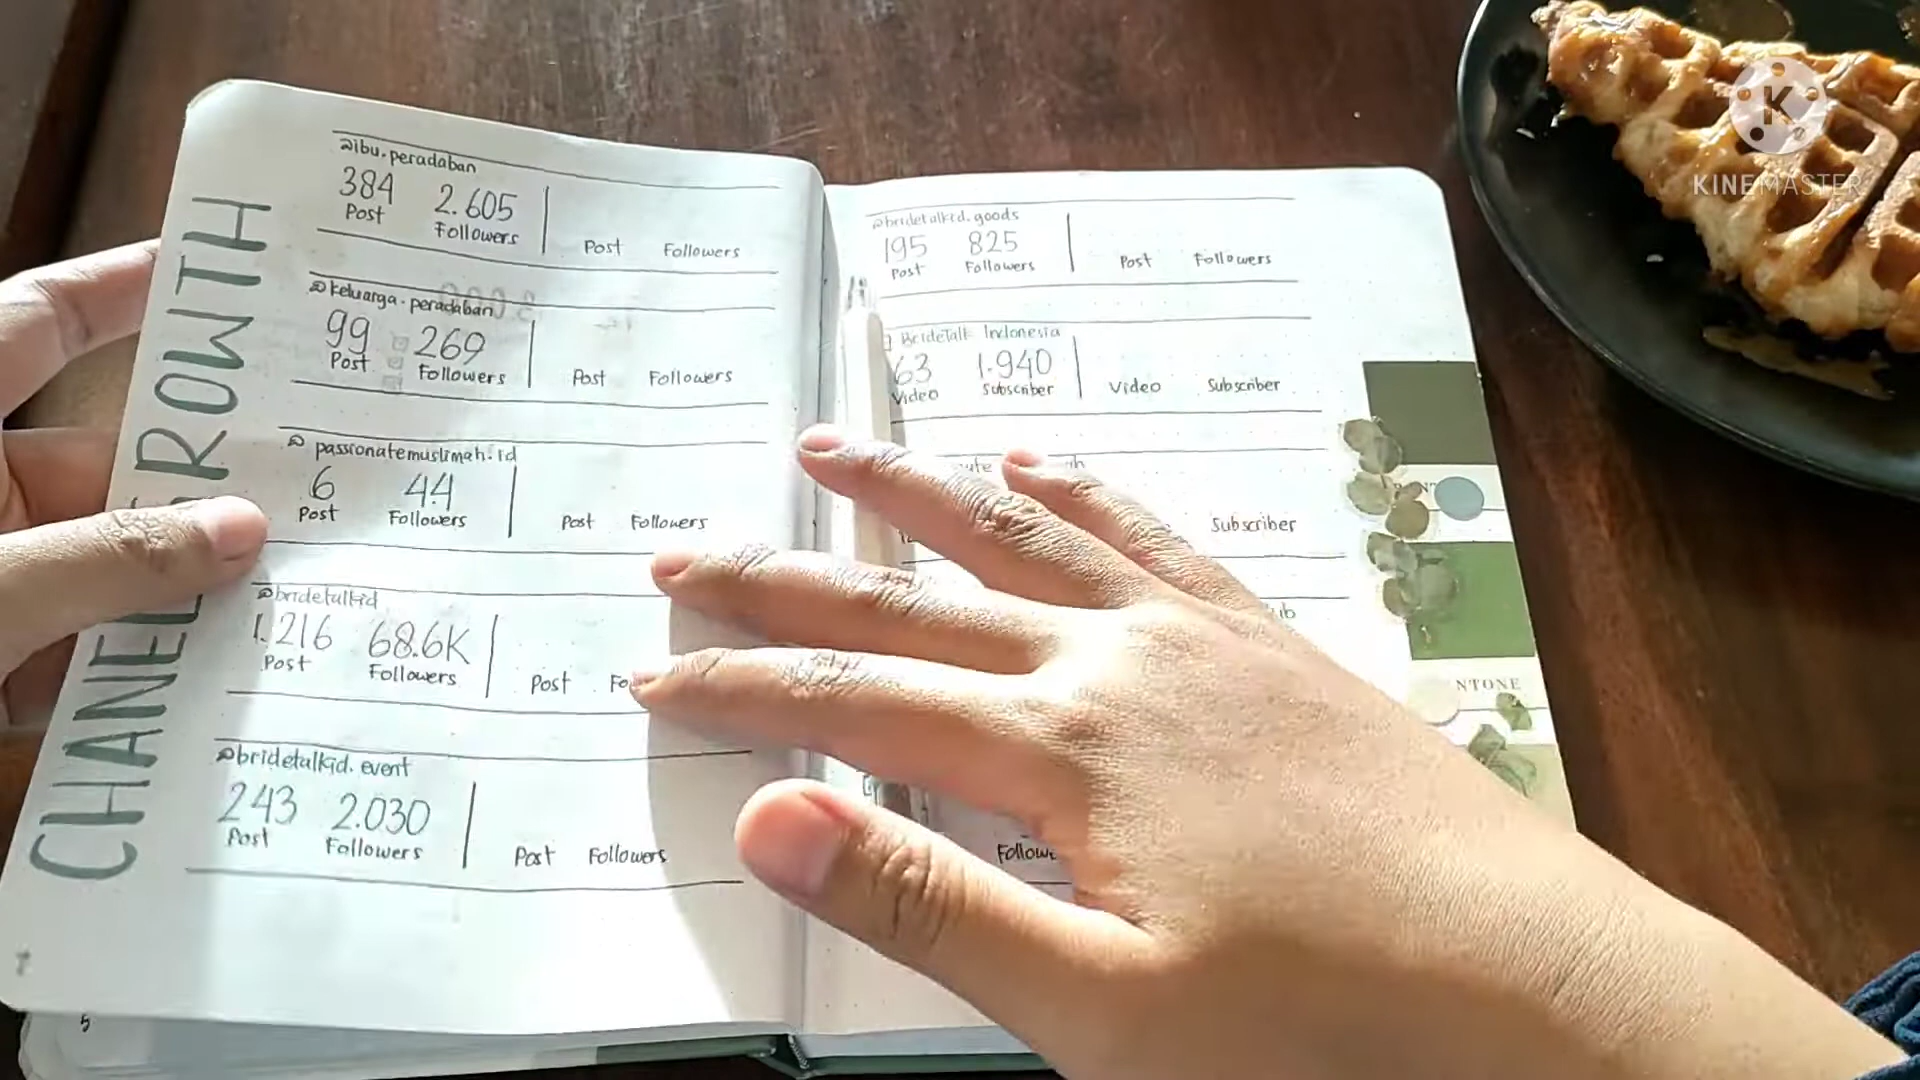 CHANEL GROWTH
@ibu.peradaban
384 2.605
Post Followers Post Followers
@keluarga.peradaban
99 269
Post Followers Post Followers
@passionatemuslimah.id
6 44
Post Followers Post Followers
@bridetalkid
1.216 68.6K
Post Followers Post
@bridetalkid.event
243 2.030
Post Followers Post Followers
5
@bridetalkid.goods
195 825
Post Followers Post Followers
BrideTalk Indonesia
63 1.940
Video Subscriber Video Subscriber
Subscriber
NTONE
KINEMASTER